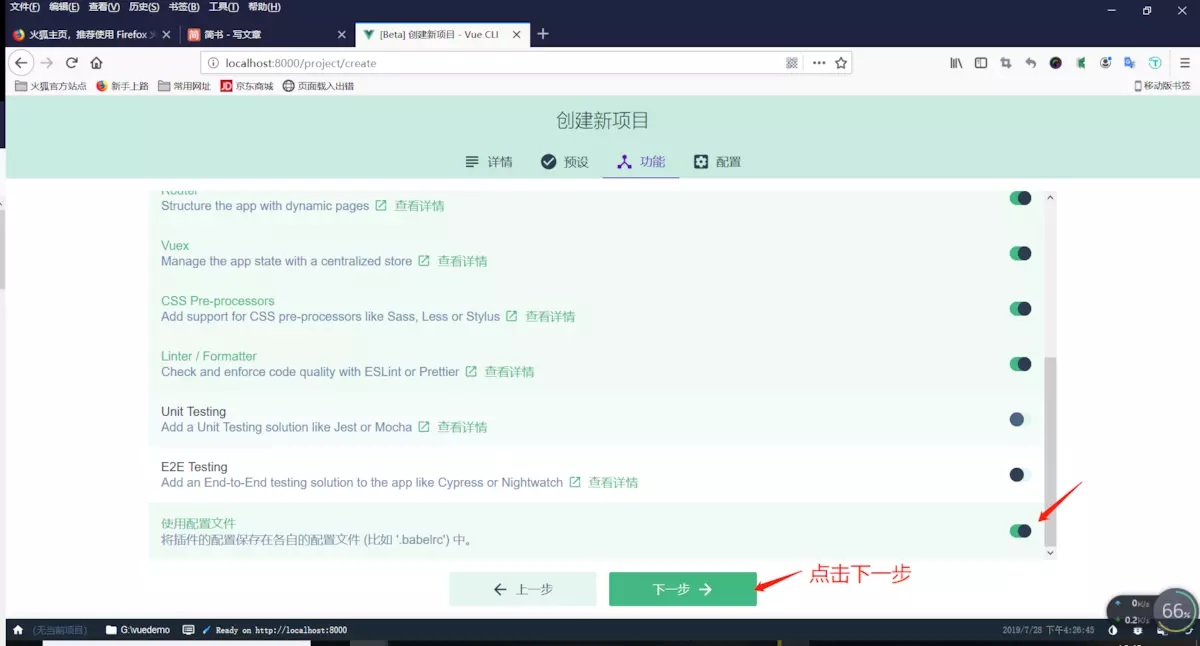 文件(F) 编辑(E) 查看(V) 历史(S) 书签(B) 工具(T) 帮助(H)
火狐主页，推荐使用 Firefox
简 简书 - 写文章
[Beta] 创建新项目 - Vue CLI
localhost:8000/project/create
火狐官方站点 新手上路 常用网址 JD 京东商城 页面载入出错 移动版书签
创建新项目
详情 预设 功能 配置
Router
Structure the app with dynamic pages 查看详情
Vuex
Manage the app state with a centralized store 查看详情
CSS Pre-processors
Add support for CSS pre-processors like Sass, Less or Stylus 查看详情
Linter / Formatter
Check and enforce code quality with ESLint or Prettier 查看详情
Unit Testing
Add a Unit Testing solution like Jest or Mocha 查看详情
E2E Testing
Add an End-to-End testing solution to the app like Cypress or Nightwatch 查看详情
使用配置文件
将插件的配置保存在各自的配置文件 (比如 '.babelrc') 中。
上一步 下一步 点击下一步
0K/s
0.2K/s
66%
(无当前项目) G:\vuedemo Ready on http://localhost:8000 2019/7/28 下午4:26:45